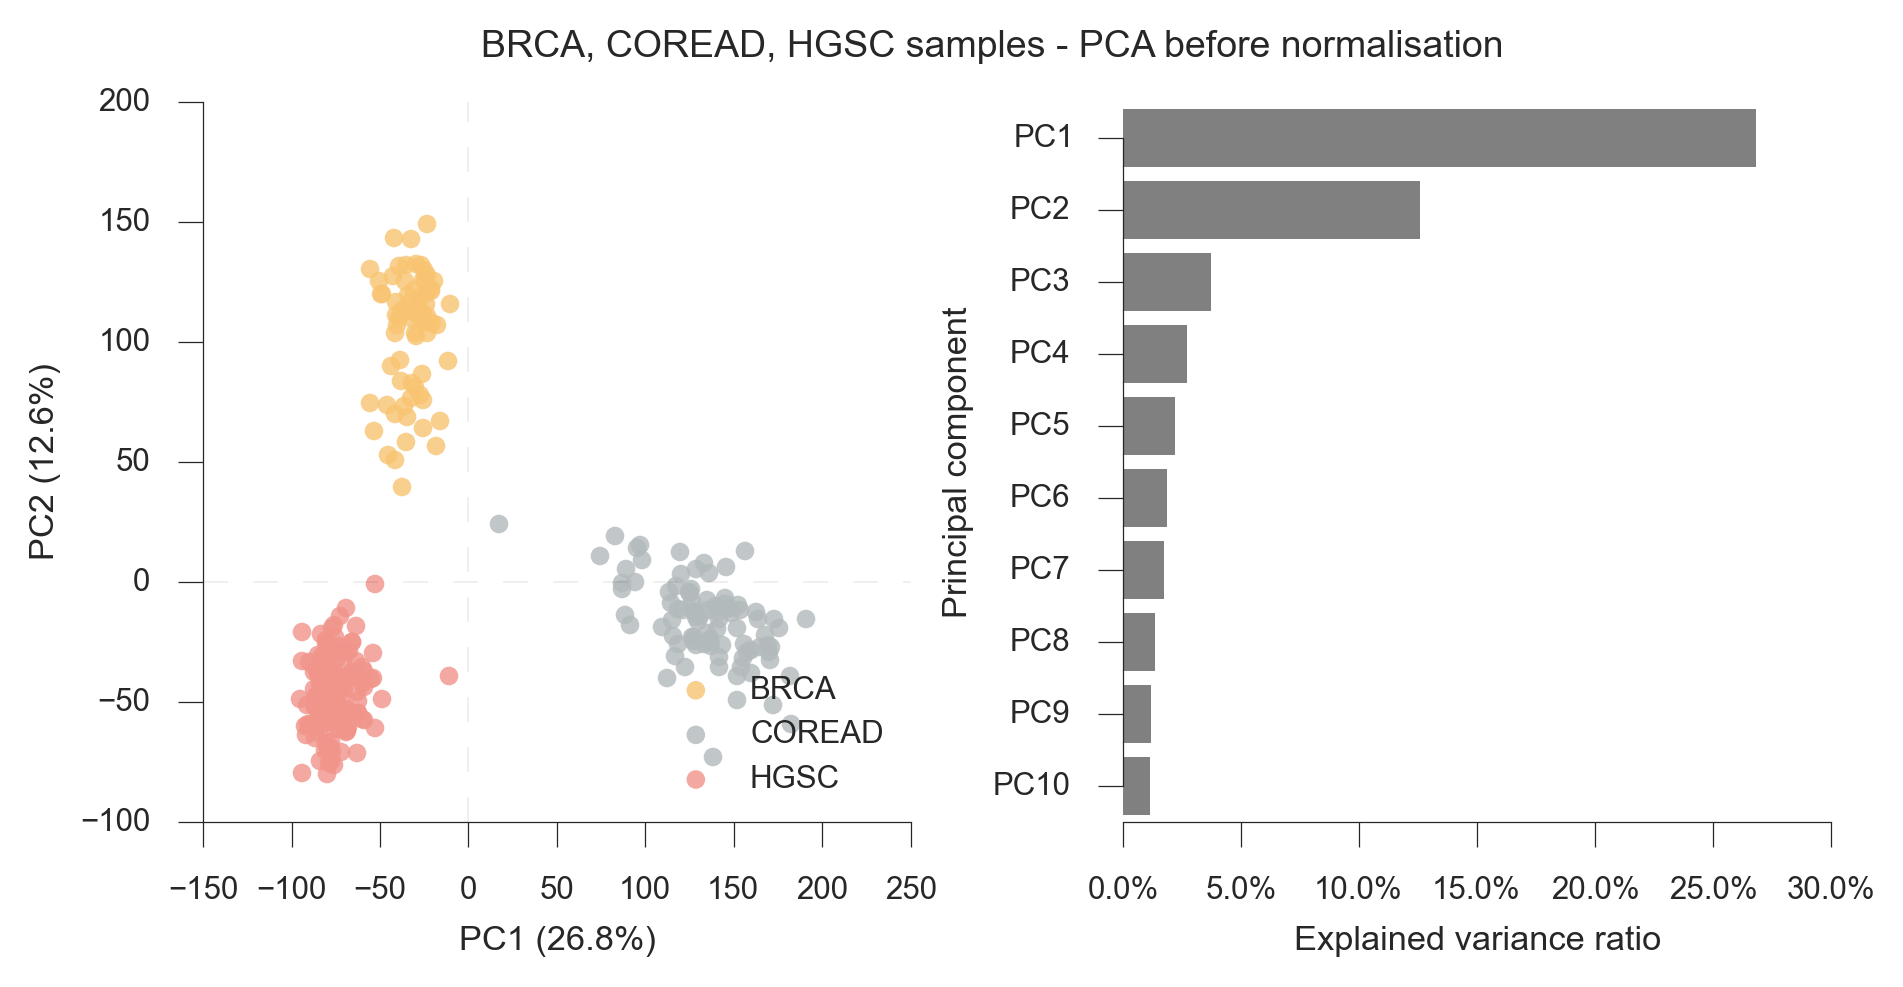 BRCA, COREAD, HGSC samples - PCA before normalisation
200
150
100
50
0
−50
−100
PC2 (12.6%)
−150 −100 −50 0 50 100 150 200 250
PC1 (26.8%)
BRCA
COREAD
HGSC
Principal component
PC1
PC2
PC3
PC4
PC5
PC6
PC7
PC8
PC9
PC10
0.0% 5.0% 10.0% 15.0% 20.0% 25.0% 30.0%
Explained variance ratio